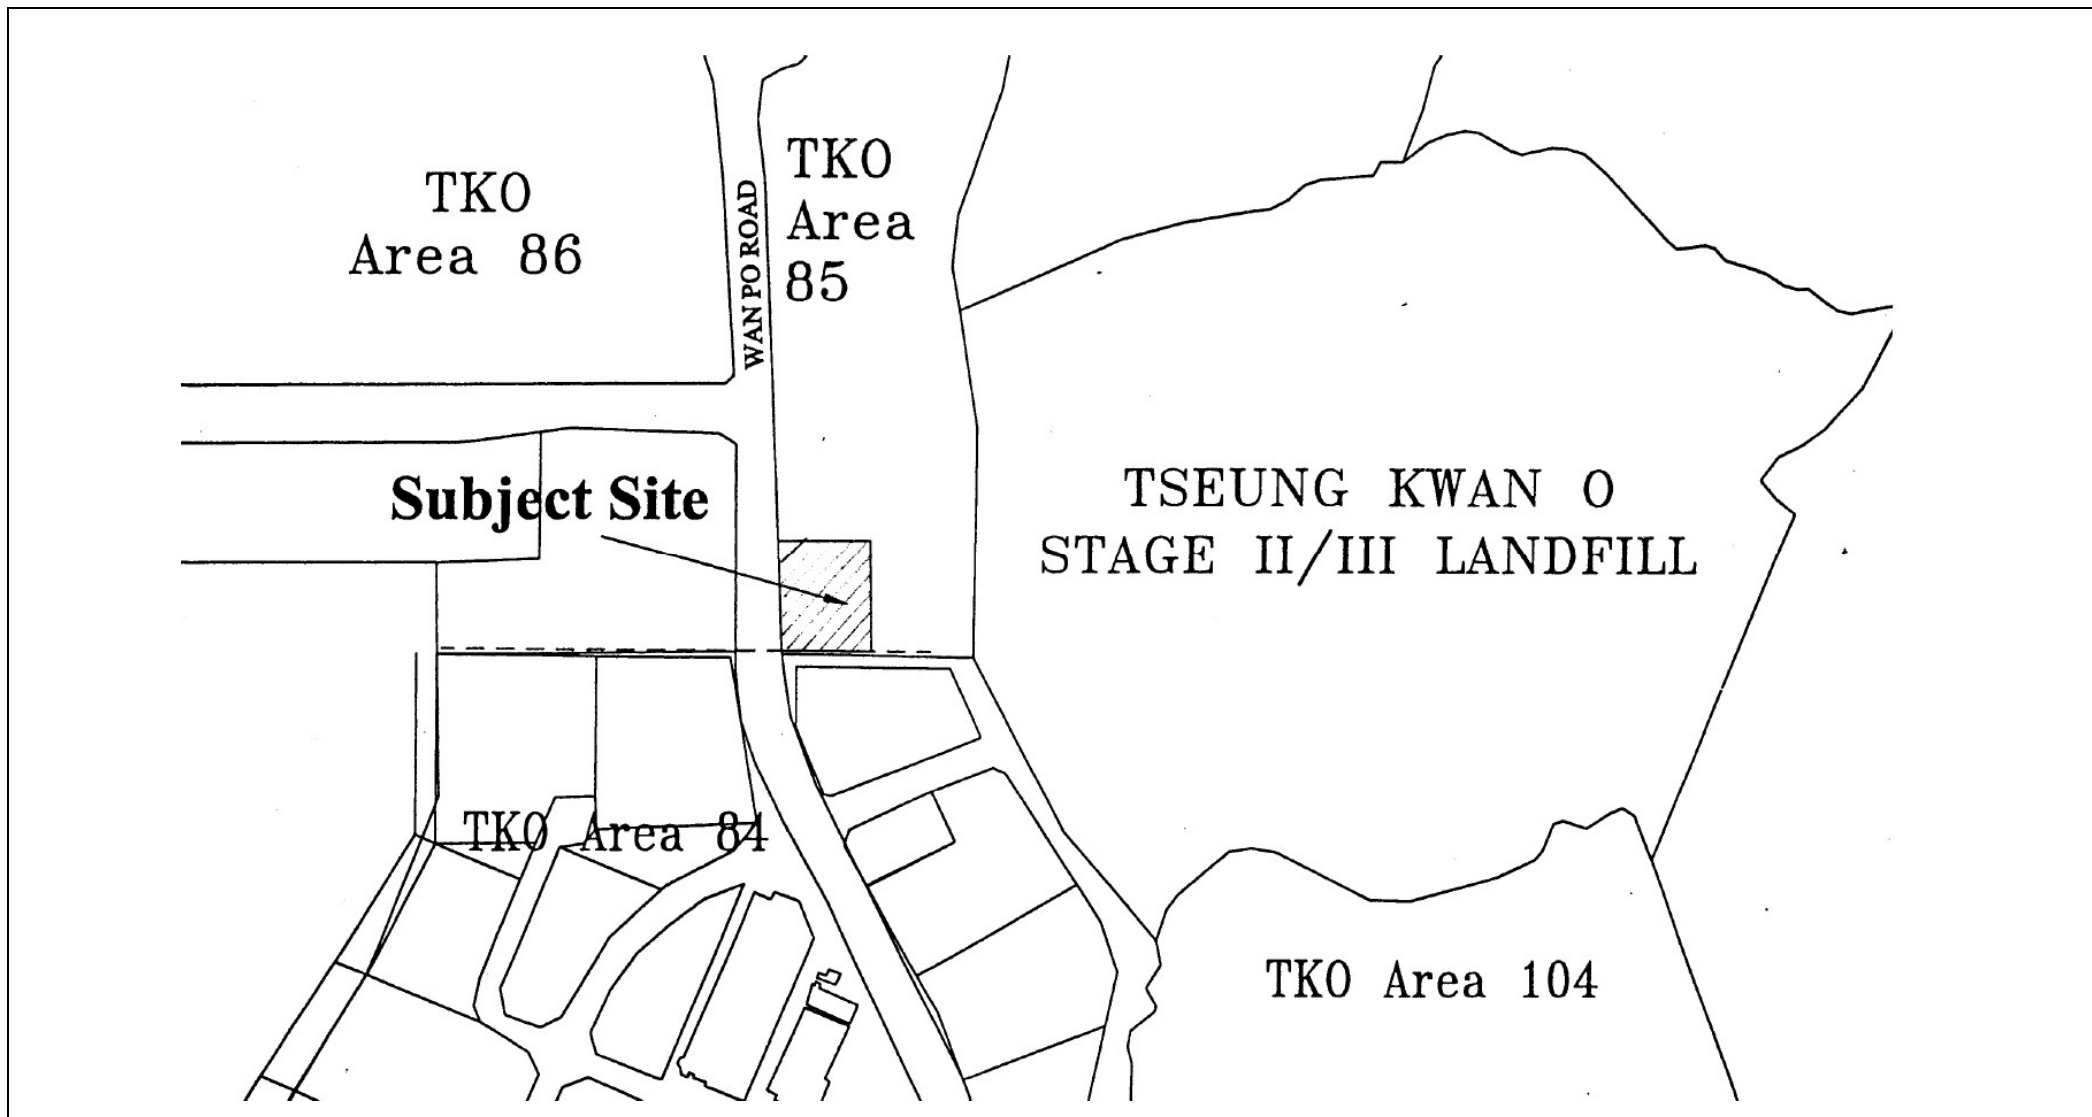 TKO
Area 86
WAN PO ROAD
TKO
Area
85
Subject Site
TSEUNG KWAN O
STAGE II/III LANDFILL
TKO Area 84
TKO Area 104